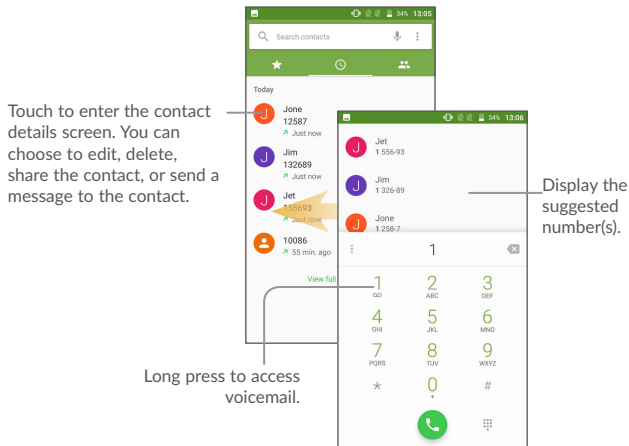 34% 13:05
Search contacts
Today
Jone
12587
Just now
Jim
132689
Just now
Jet
155693
Just now
10086
55 min. ago
View full
Touch to enter the contact
details screen. You can
choose to edit, delete,
share the contact, or send a
message to the contact.
34% 13:06
J
Jet
1 556-93
J
Jim
1 326-89
J
Jone
1 258-7
Display the
suggested
number(s).
1
1
2 ABC
3 DEF
4 GHI
5 JKL
6 MNO
7 PQRS
8 TUV
9 WXYZ
*
0 +
#
Long press to access
voicemail.